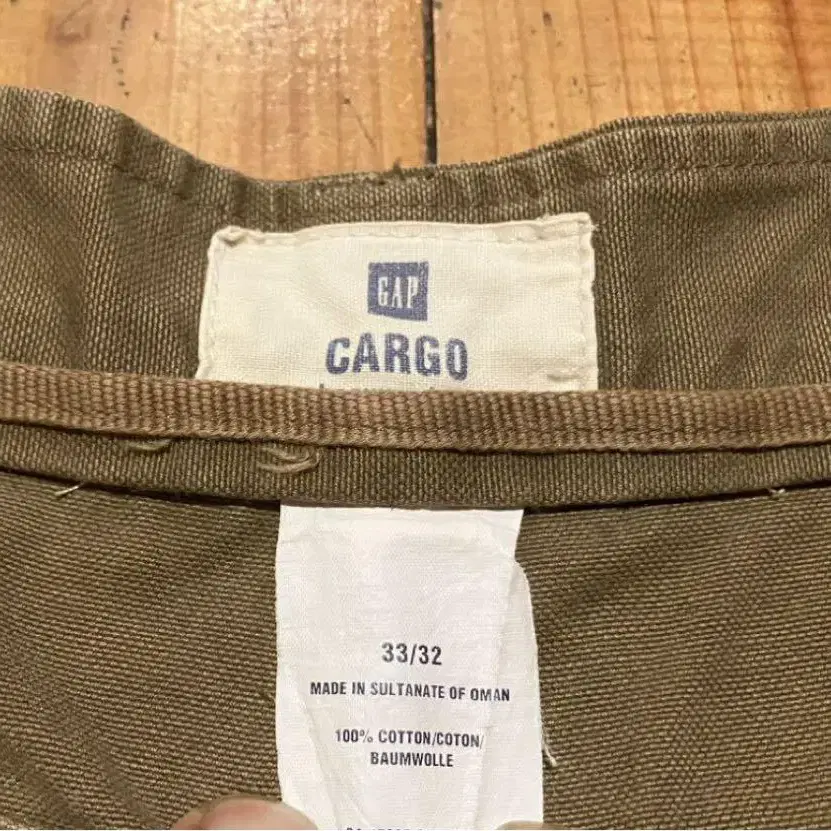 GAP
CARGO
33/32
MADE IN SULTANATE OF OMAN
100% COTTON/COTON/
BAUMWOLLE